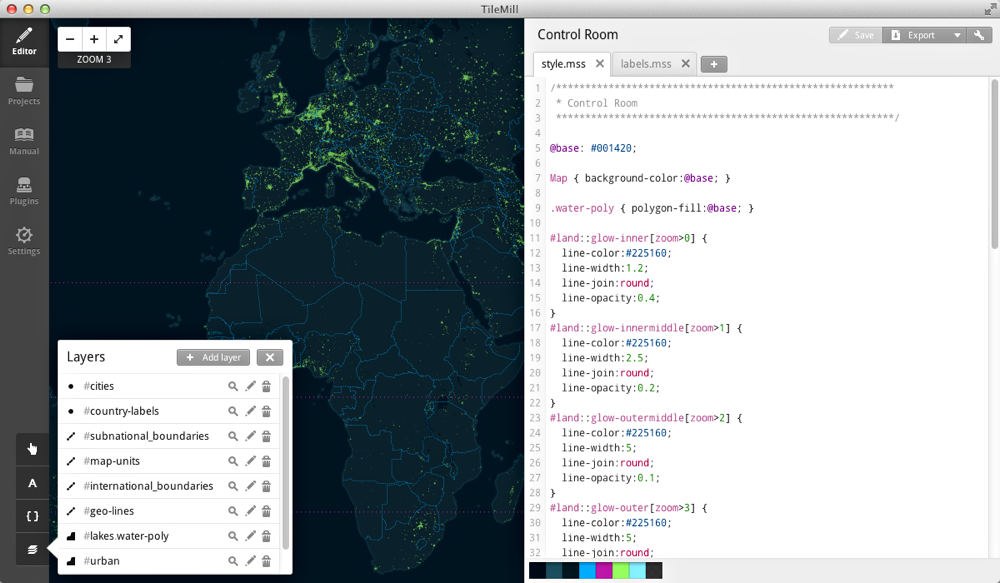 TileMill
Editor
Projects
Manual
Plugins
Settings
A
{ }
− + 
ZOOM 3
Layers
+ Add layer ×
#cities
#country-labels
#subnational_boundaries
#map-units
#international_boundaries
#geo-lines
#lakes.water-poly
#urban
Control Room
Save Export
style.mss × labels.mss × +
1 /**********************************************************
2  * Control Room
3  **********************************************************/
4
5 @base: #001420;
6
7 Map { background-color:@base; }
8
9 .water-poly { polygon-fill:@base; }
10
11 #land::glow-inner[zoom>0] {
12   line-color:#225160;
13   line-width:1.2;
14   line-join:round;
15   line-opacity:0.4;
16 }
17 #land::glow-innermiddle[zoom>1] {
18   line-color:#225160;
19   line-width:2.5;
20   line-join:round;
21   line-opacity:0.2;
22 }
23 #land::glow-outermiddle[zoom>2] {
24   line-color:#225160;
25   line-width:5;
26   line-join:round;
27   line-opacity:0.1;
28 }
29 #land::glow-outer[zoom>3] {
30   line-color:#225160;
31   line-width:5;
32   line-join:round;